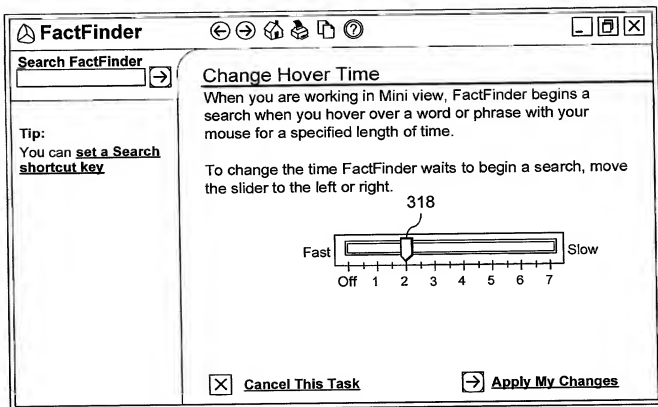 FactFinder
Search FactFinder
Tip:
You can set a Search
shortcut key
Change Hover Time
When you are working in Mini view, FactFinder begins a
search when you hover over a word or phrase with your
mouse for a specified length of time.
To change the time FactFinder waits to begin a search, move
the slider to the left or right.
318
Fast Slow
Off 1 2 3 4 5 6 7
Cancel This Task Apply My Changes